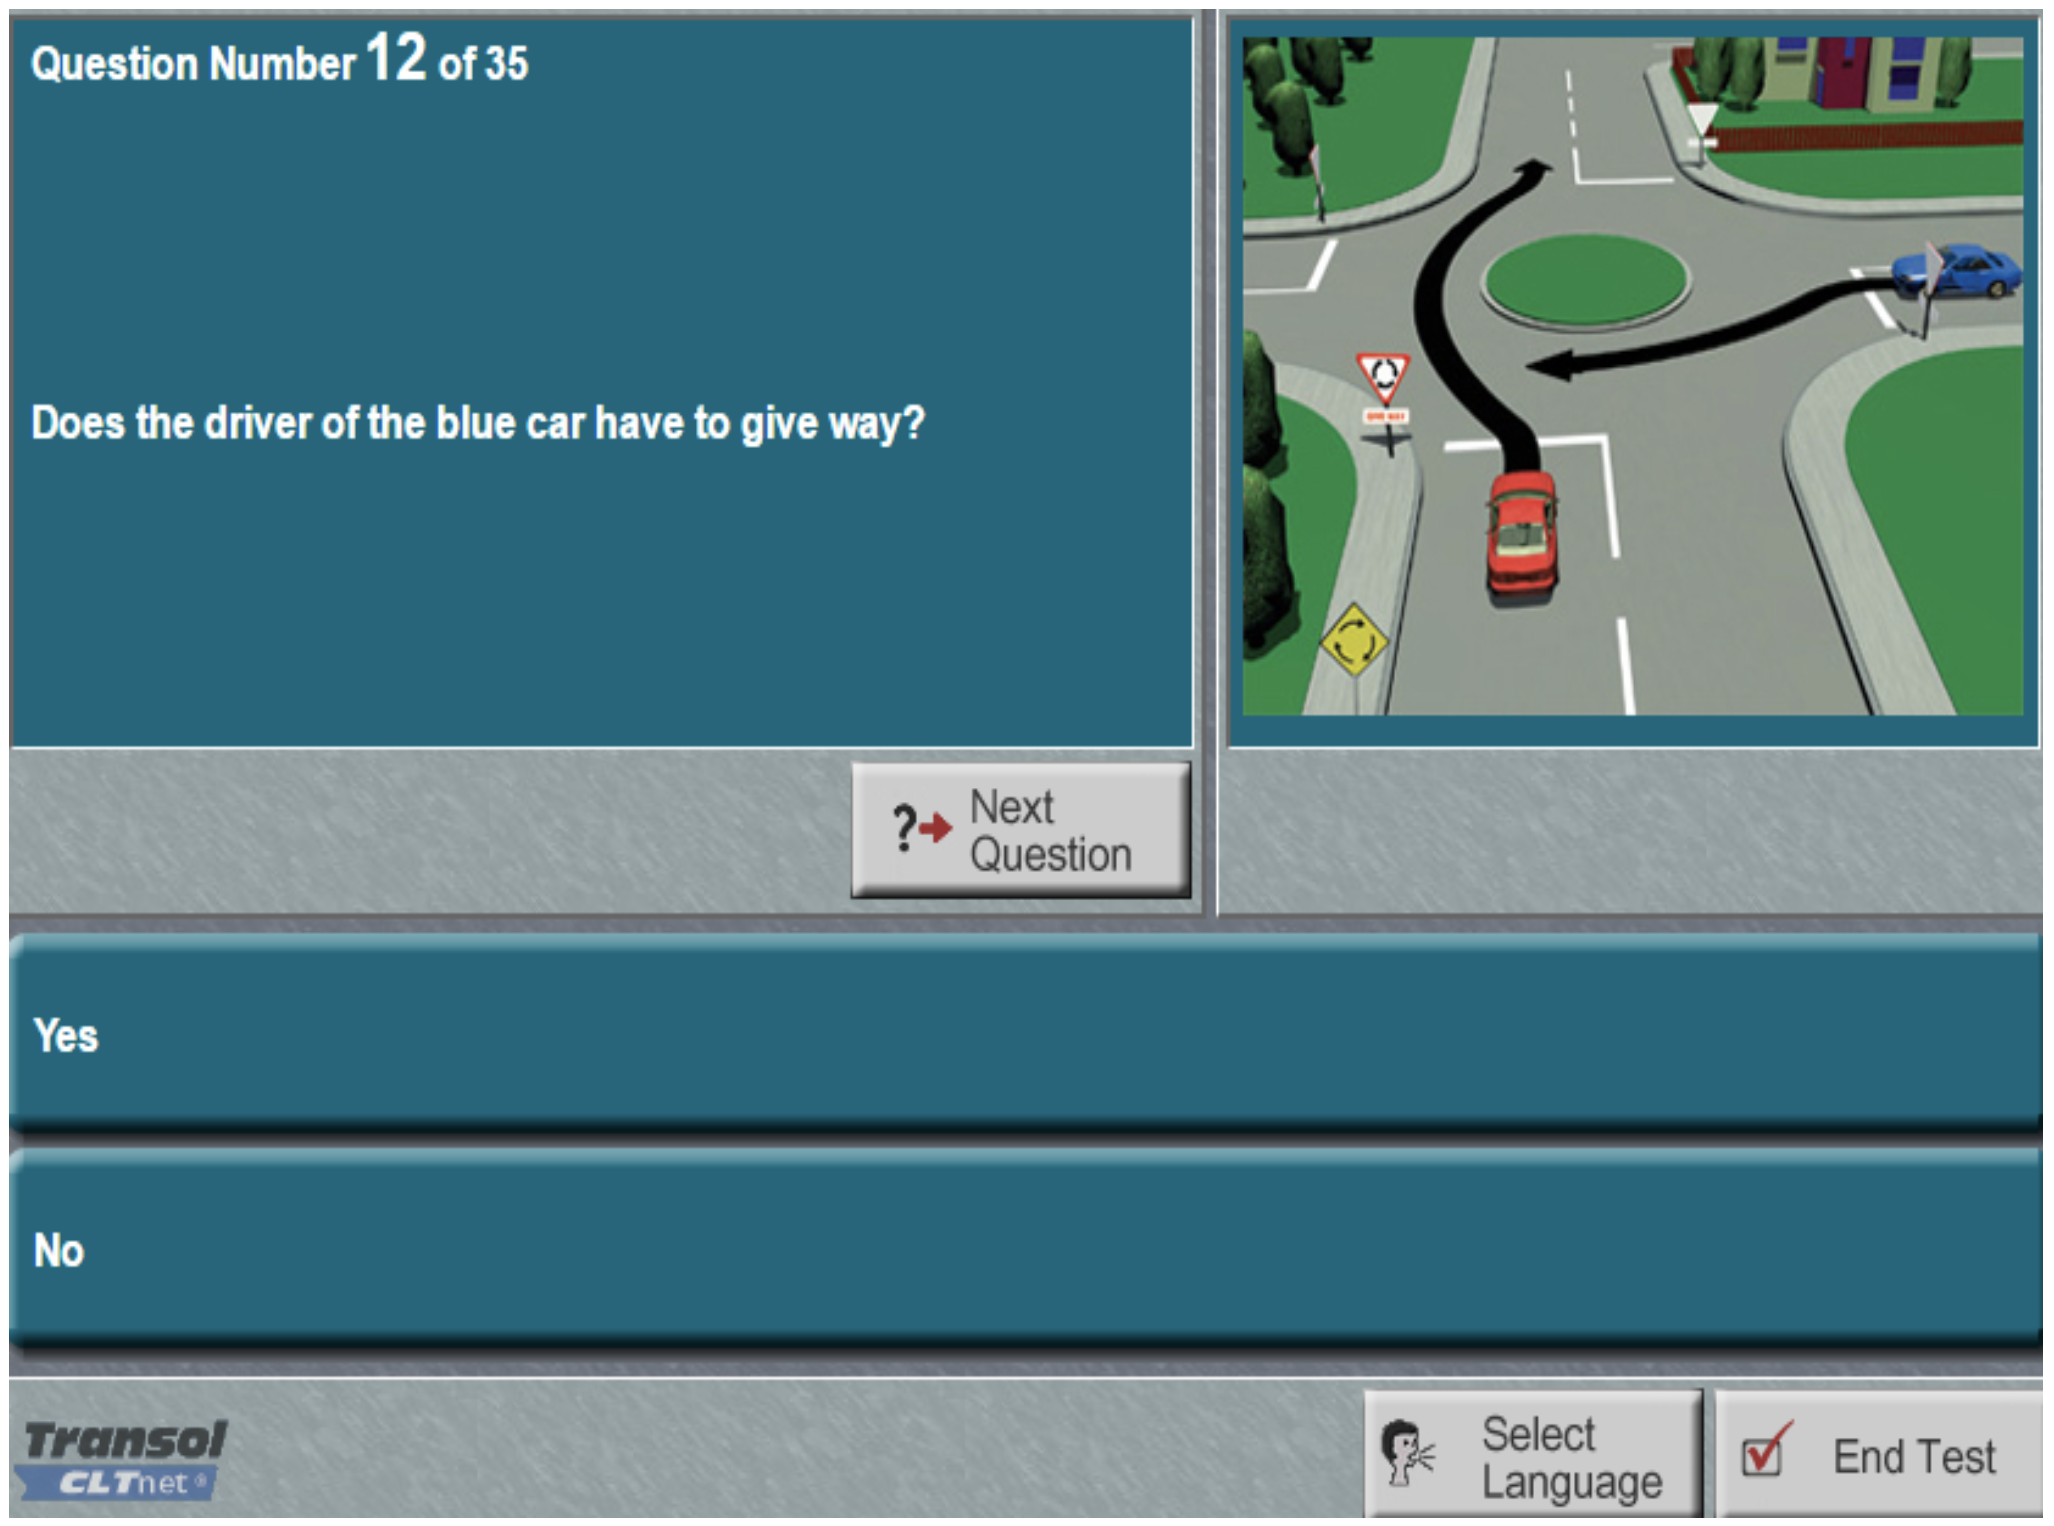 Question Number 12 of 35
Does the driver of the blue car have to give way?
Next
Question
Yes
No
Transol
CLTnet®
Select
Language
End Test